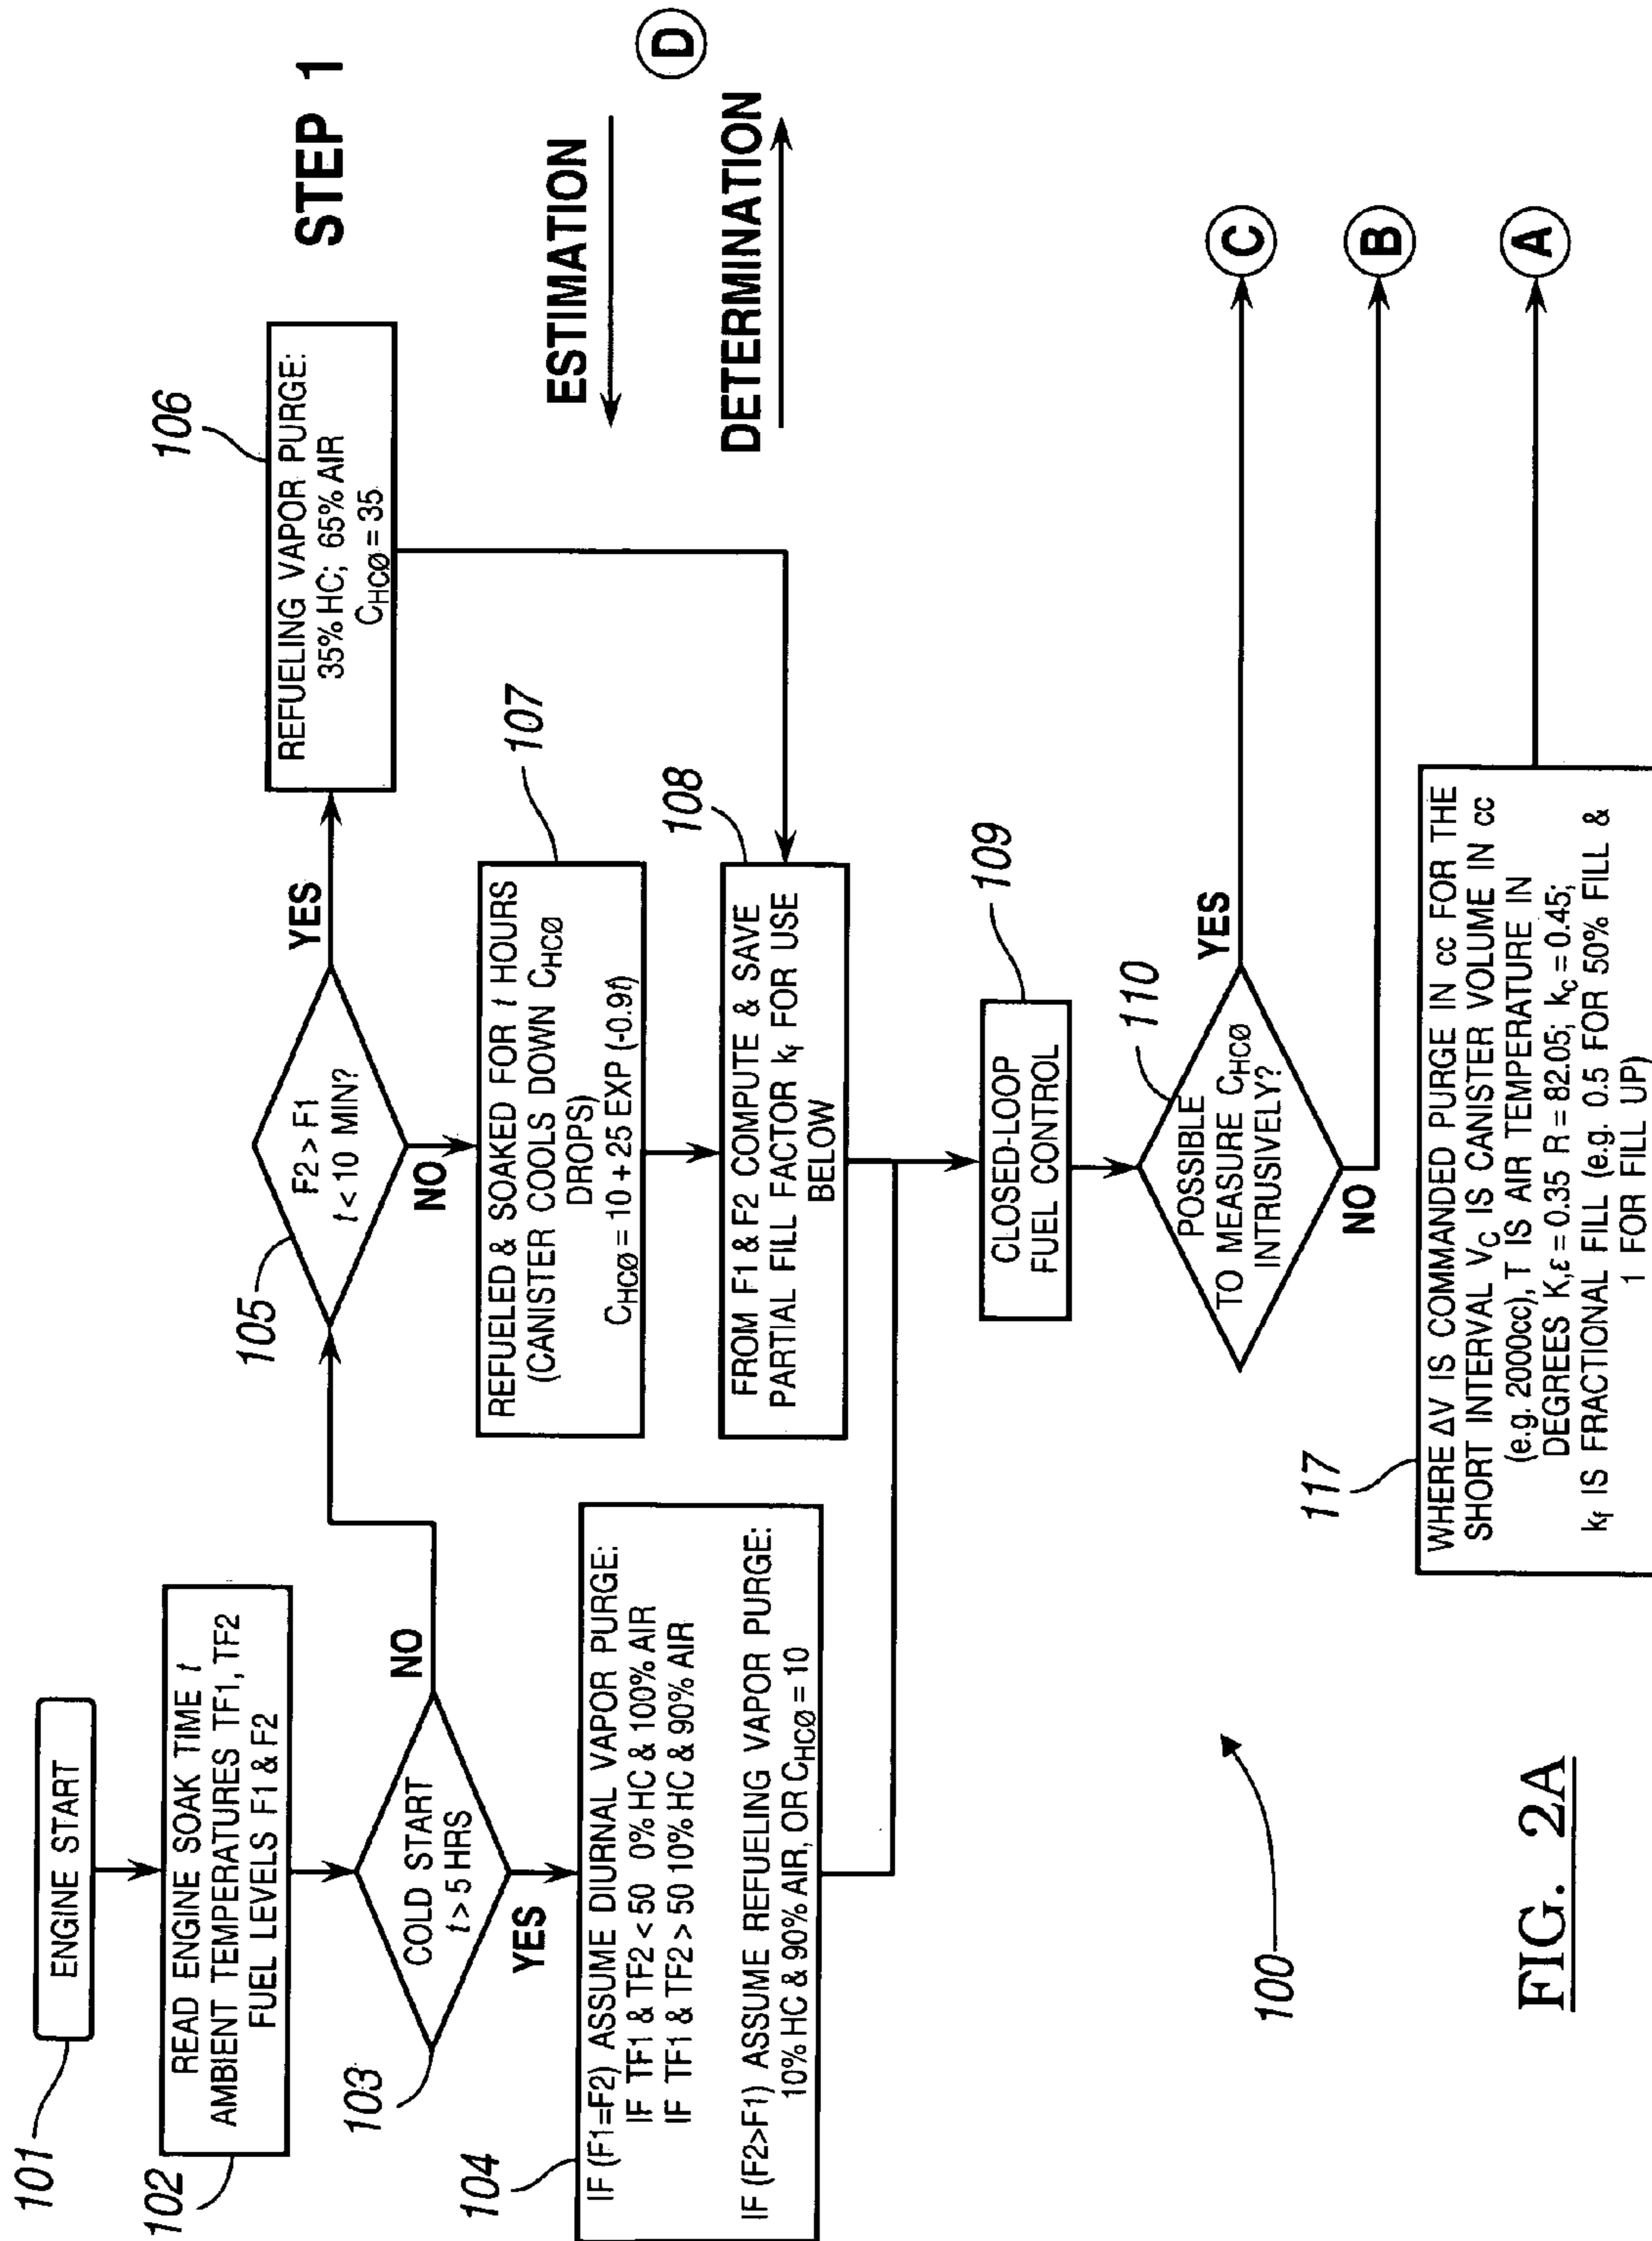 101
ENGINE START
102
READ ENGINE SOAK TIME t
AMBIENT TEMPERATURES TF1, TF2
FUEL LEVELS F1 & F2
103
COLD START
t > 5 HRS
NO
YES
104
IF (F1=F2) ASSUME DIURNAL VAPOR PURGE:
IF TF1 & TF2 < 50 0% HC & 100% AIR
IF TF1 & TF2 > 50 10% HC & 90% AIR
IF (F2>F1) ASSUME REFUELING VAPOR PURGE:
10% HC & 90% AIR, OR CHCØ = 10
105
F2 > F1
t < 10 MIN?
YES
NO
106
REFUELING VAPOR PURGE:
35% HC; 65% AIR
CHCØ = 35
STEP 1
107
REFUELED & SOAKED FOR t HOURS
(CANISTER COOLS DOWN CHCØ
DROPS)
CHCØ = 10 + 25 EXP (-0.9t)
108
FROM F1 & F2 COMPUTE & SAVE
PARTIAL FILL FACTOR kf FOR USE
BELOW
ESTIMATION
D
DETERMINATION
109
CLOSED-LOOP
FUEL CONTROL
110
POSSIBLE
TO MEASURE CHCØ
INTRUSIVELY?
YES
C
NO
B
117
WHERE ΔV IS COMMANDED PURGE IN cc FOR THE
SHORT INTERVAL VC IS CANISTER VOLUME IN cc
(e.g. 2000cc), T IS AIR TEMPERATURE IN
DEGREES K,ε = 0.35 R = 82.05; kc = 0.45;
kf IS FRACTIONAL FILL (e.g. 0.5 FOR 50% FILL &
1 FOR FILL UP)
A
100
FIG. 2A